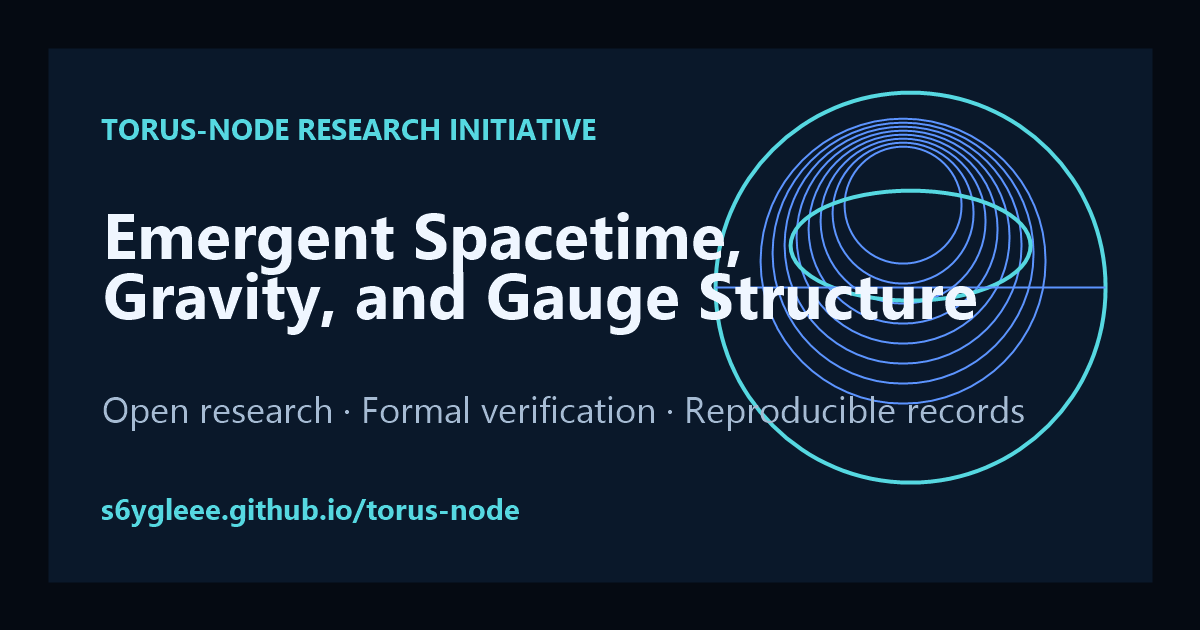 TORUS-NODE RESEARCH INITIATIVE
Emergent Spacetime,
Gravity, and Gauge Structure
Open research · Formal verification · Reproducible records
s6ygleee.github.io/torus-node